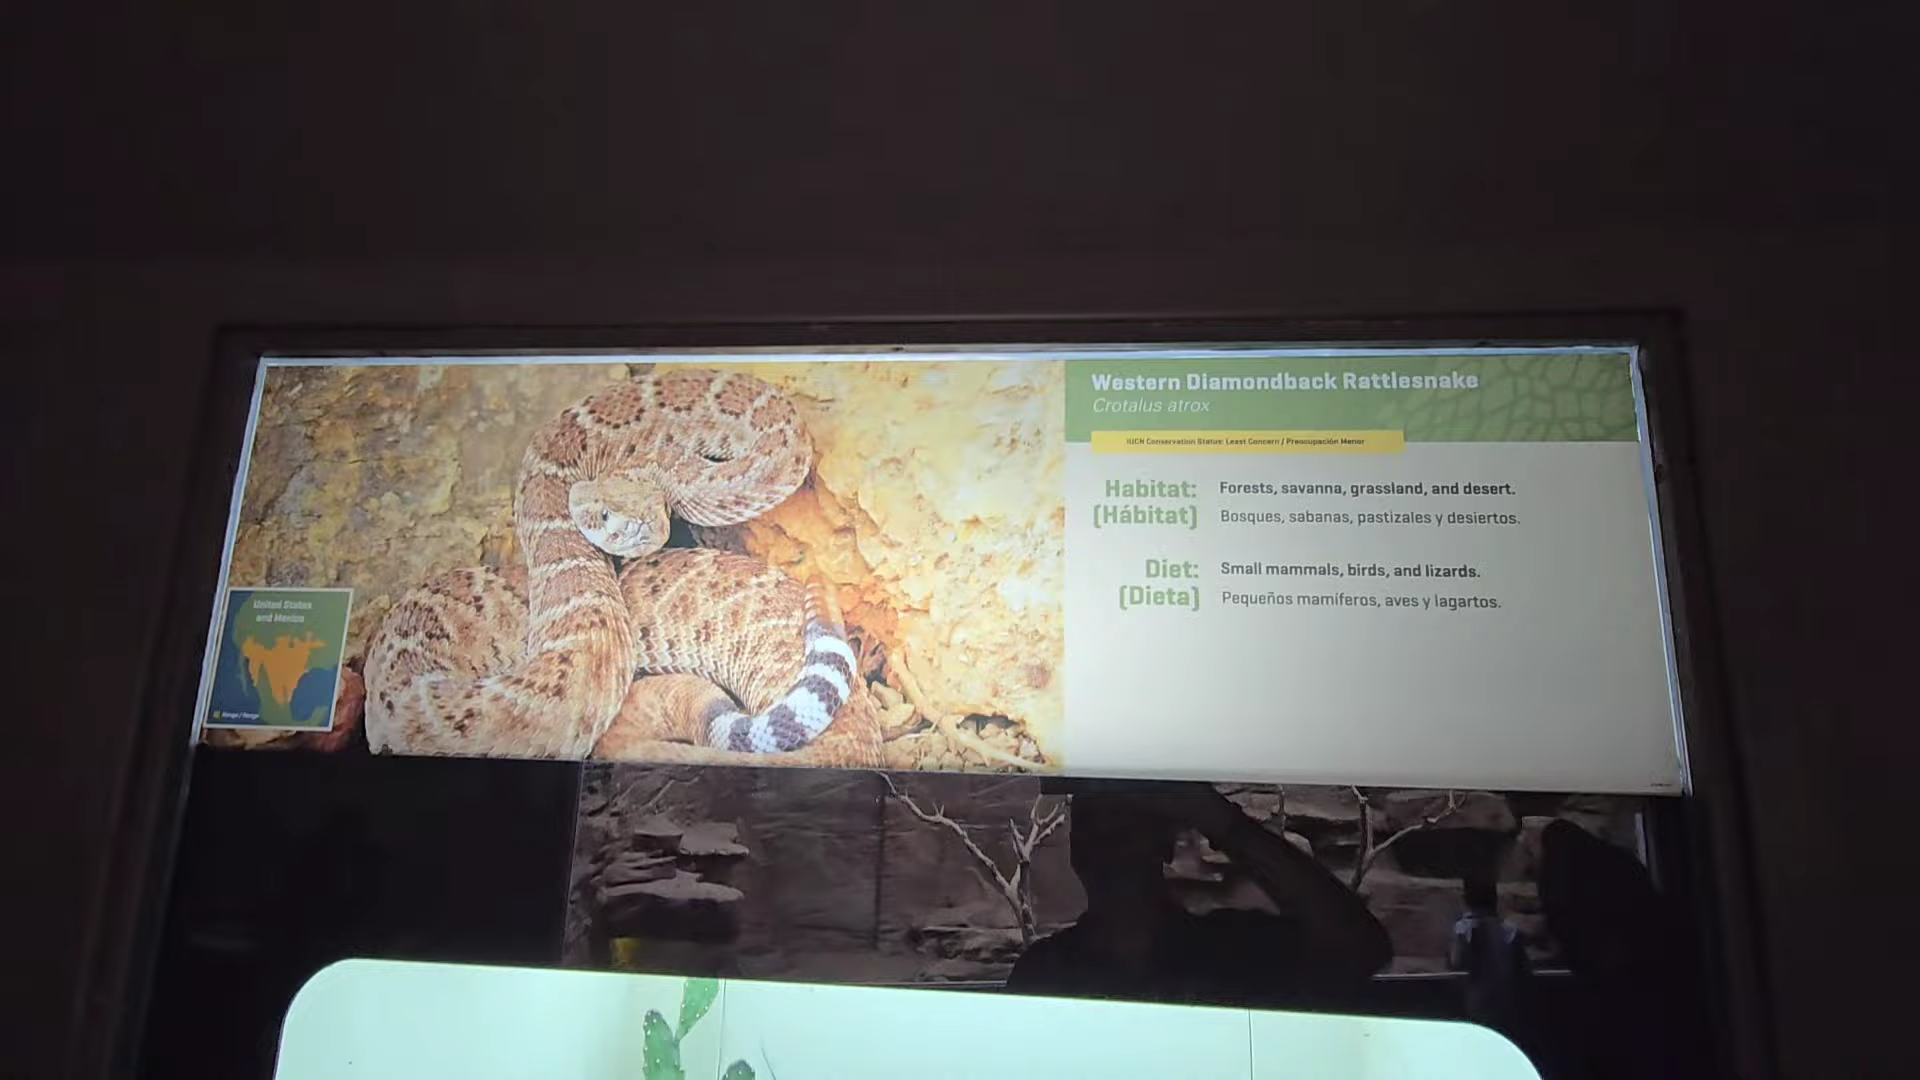 Western Diamondback Rattlesnake
Crotalus atrox
IUCN Conservation Status: Least Concern / Preocupación Menor
Habitat: Forests, savanna, grassland, and desert.
(Hábitat) Bosques, sabanas, pastizales y desiertos.
Diet: Small mammals, birds, and lizards.
(Dieta) Pequeños mamíferos, aves y lagartos.
United States
and Mexico
Range / Rango